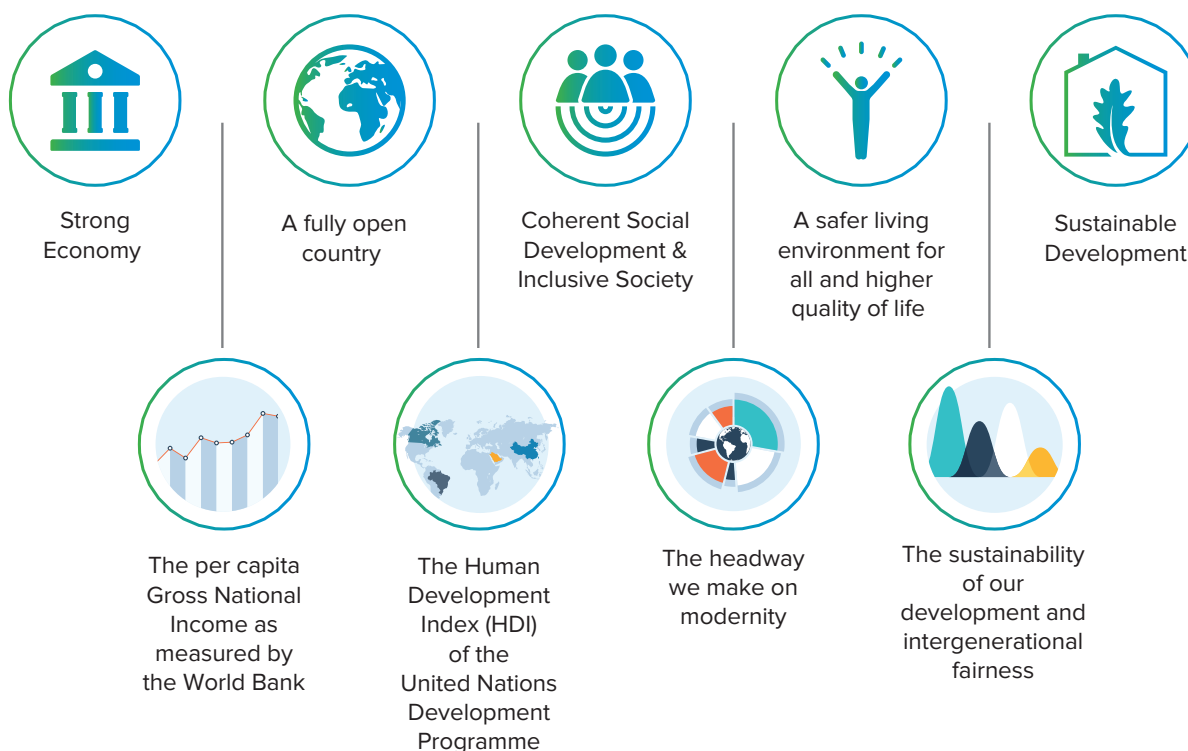 Strong
Economy
A fully open
country
Coherent Social
Development &
Inclusive Society
A safer living
environment for
all and higher
quality of life
Sustainable
Development
The per capita
Gross National
Income as
measured by
the World Bank
The Human
Development
Index (HDI)
of the
United Nations
Development
Programme
The headway
we make on
modernity
The sustainability
of our
development and
intergenerational
fairness